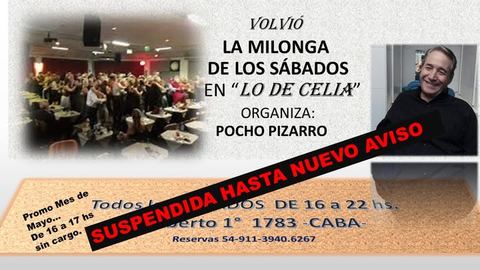 VOLVIÓ
LA MILONGA
DE LOS SÁBADOS
EN “LO DE CELIA”
ORGANIZA:
POCHO PIZARRO
SUSPENDIDA HASTA NUEVO AVISO
Promo Mes de
Mayo...
De 16 a 17 hs
sin cargo.
Todos DE 16 a 22 hs.
1° 1783 -CABA-
Reservas 54-911-3940.6267